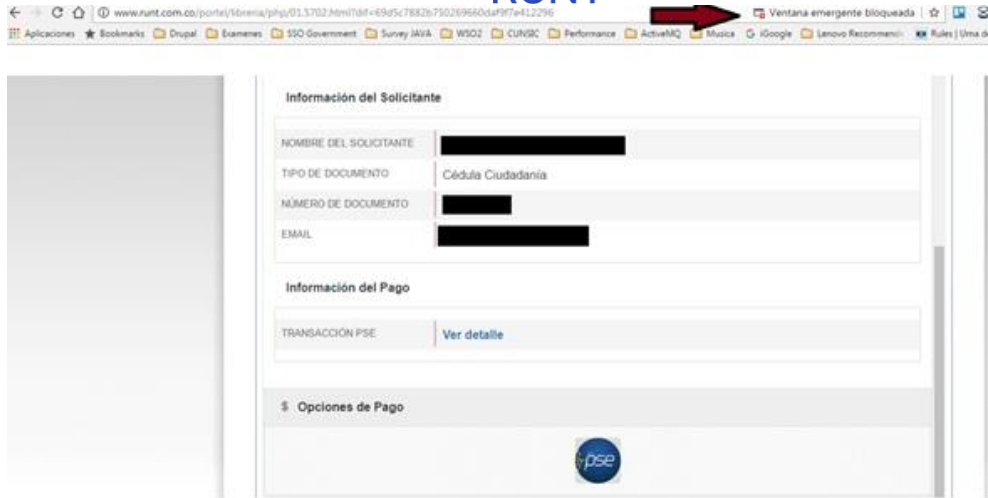 RUNT
www.runt.com.co/portel/libreria/php/01.5702.html?dif=69d5c7882b750269660daf9f7e412296 Ventana emergente bloqueada
Aplicaciones Bookmarks Drupal Examenes SSO Government Survey JAVA WSO2 CUNSIC Performance ActiveMQ Musica G iGoogle Lenovo Recommend Rules | Uma de
Información del Solicitante
NOMBRE DEL SOLICITANTE
TIPO DE DOCUMENTO Cédula Ciudadanía
NÚMERO DE DOCUMENTO
EMAIL
Información del Pago
TRANSACCIÓN PSE Ver detalle
$ Opciones de Pago
pse